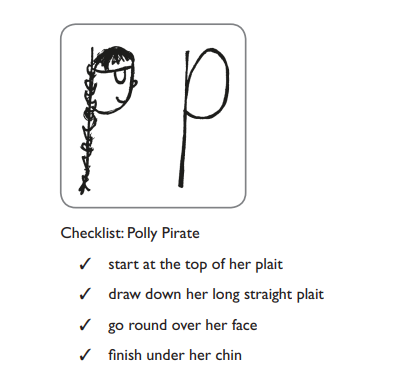 p
Checklist: Polly Pirate
✓ start at the top of her plait
✓ draw down her long straight plait
✓ go round over her face
✓ finish under her chin